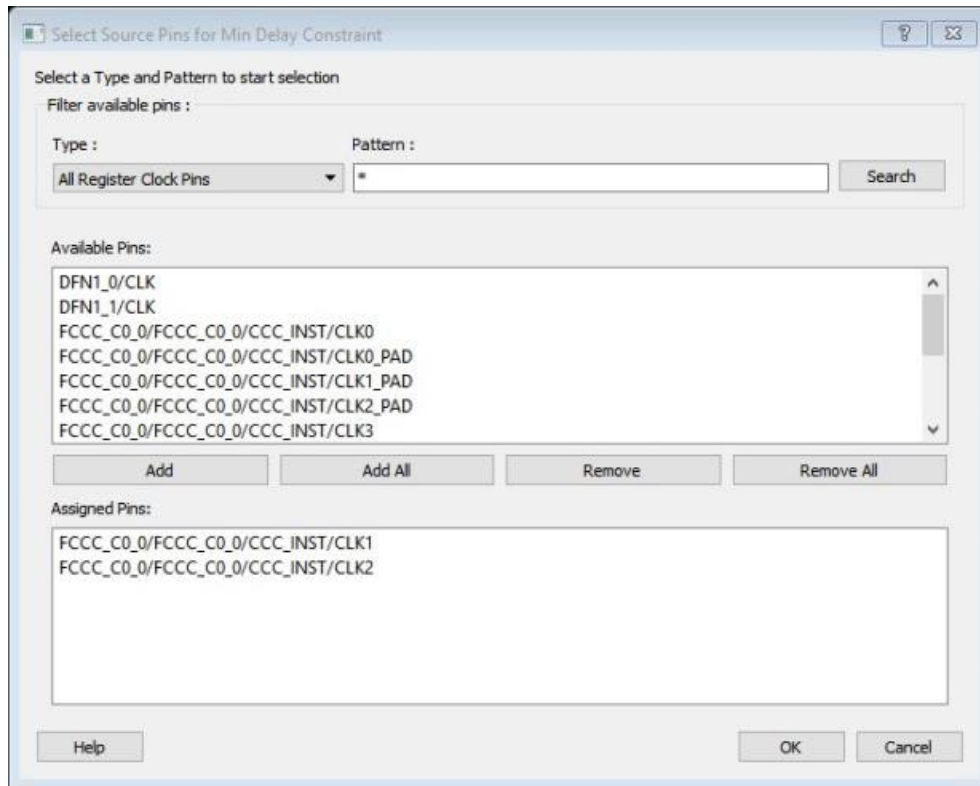 Select Source Pins for Min Delay Constraint
Select a Type and Pattern to start selection
Filter available pins :
Type :
Pattern :
All Register Clock Pins
*
Search
Available Pins:
DFN1_0/CLK
DFN1_1/CLK
FCCC_C0_0/FCCC_C0_0/CCC_INST/CLK0
FCCC_C0_0/FCCC_C0_0/CCC_INST/CLK0_PAD
FCCC_C0_0/FCCC_C0_0/CCC_INST/CLK1_PAD
FCCC_C0_0/FCCC_C0_0/CCC_INST/CLK2_PAD
FCCC_C0_0/FCCC_C0_0/CCC_INST/CLK3
Add
Add All
Remove
Remove All
Assigned Pins:
FCCC_C0_0/FCCC_C0_0/CCC_INST/CLK1
FCCC_C0_0/FCCC_C0_0/CCC_INST/CLK2
Help
OK
Cancel